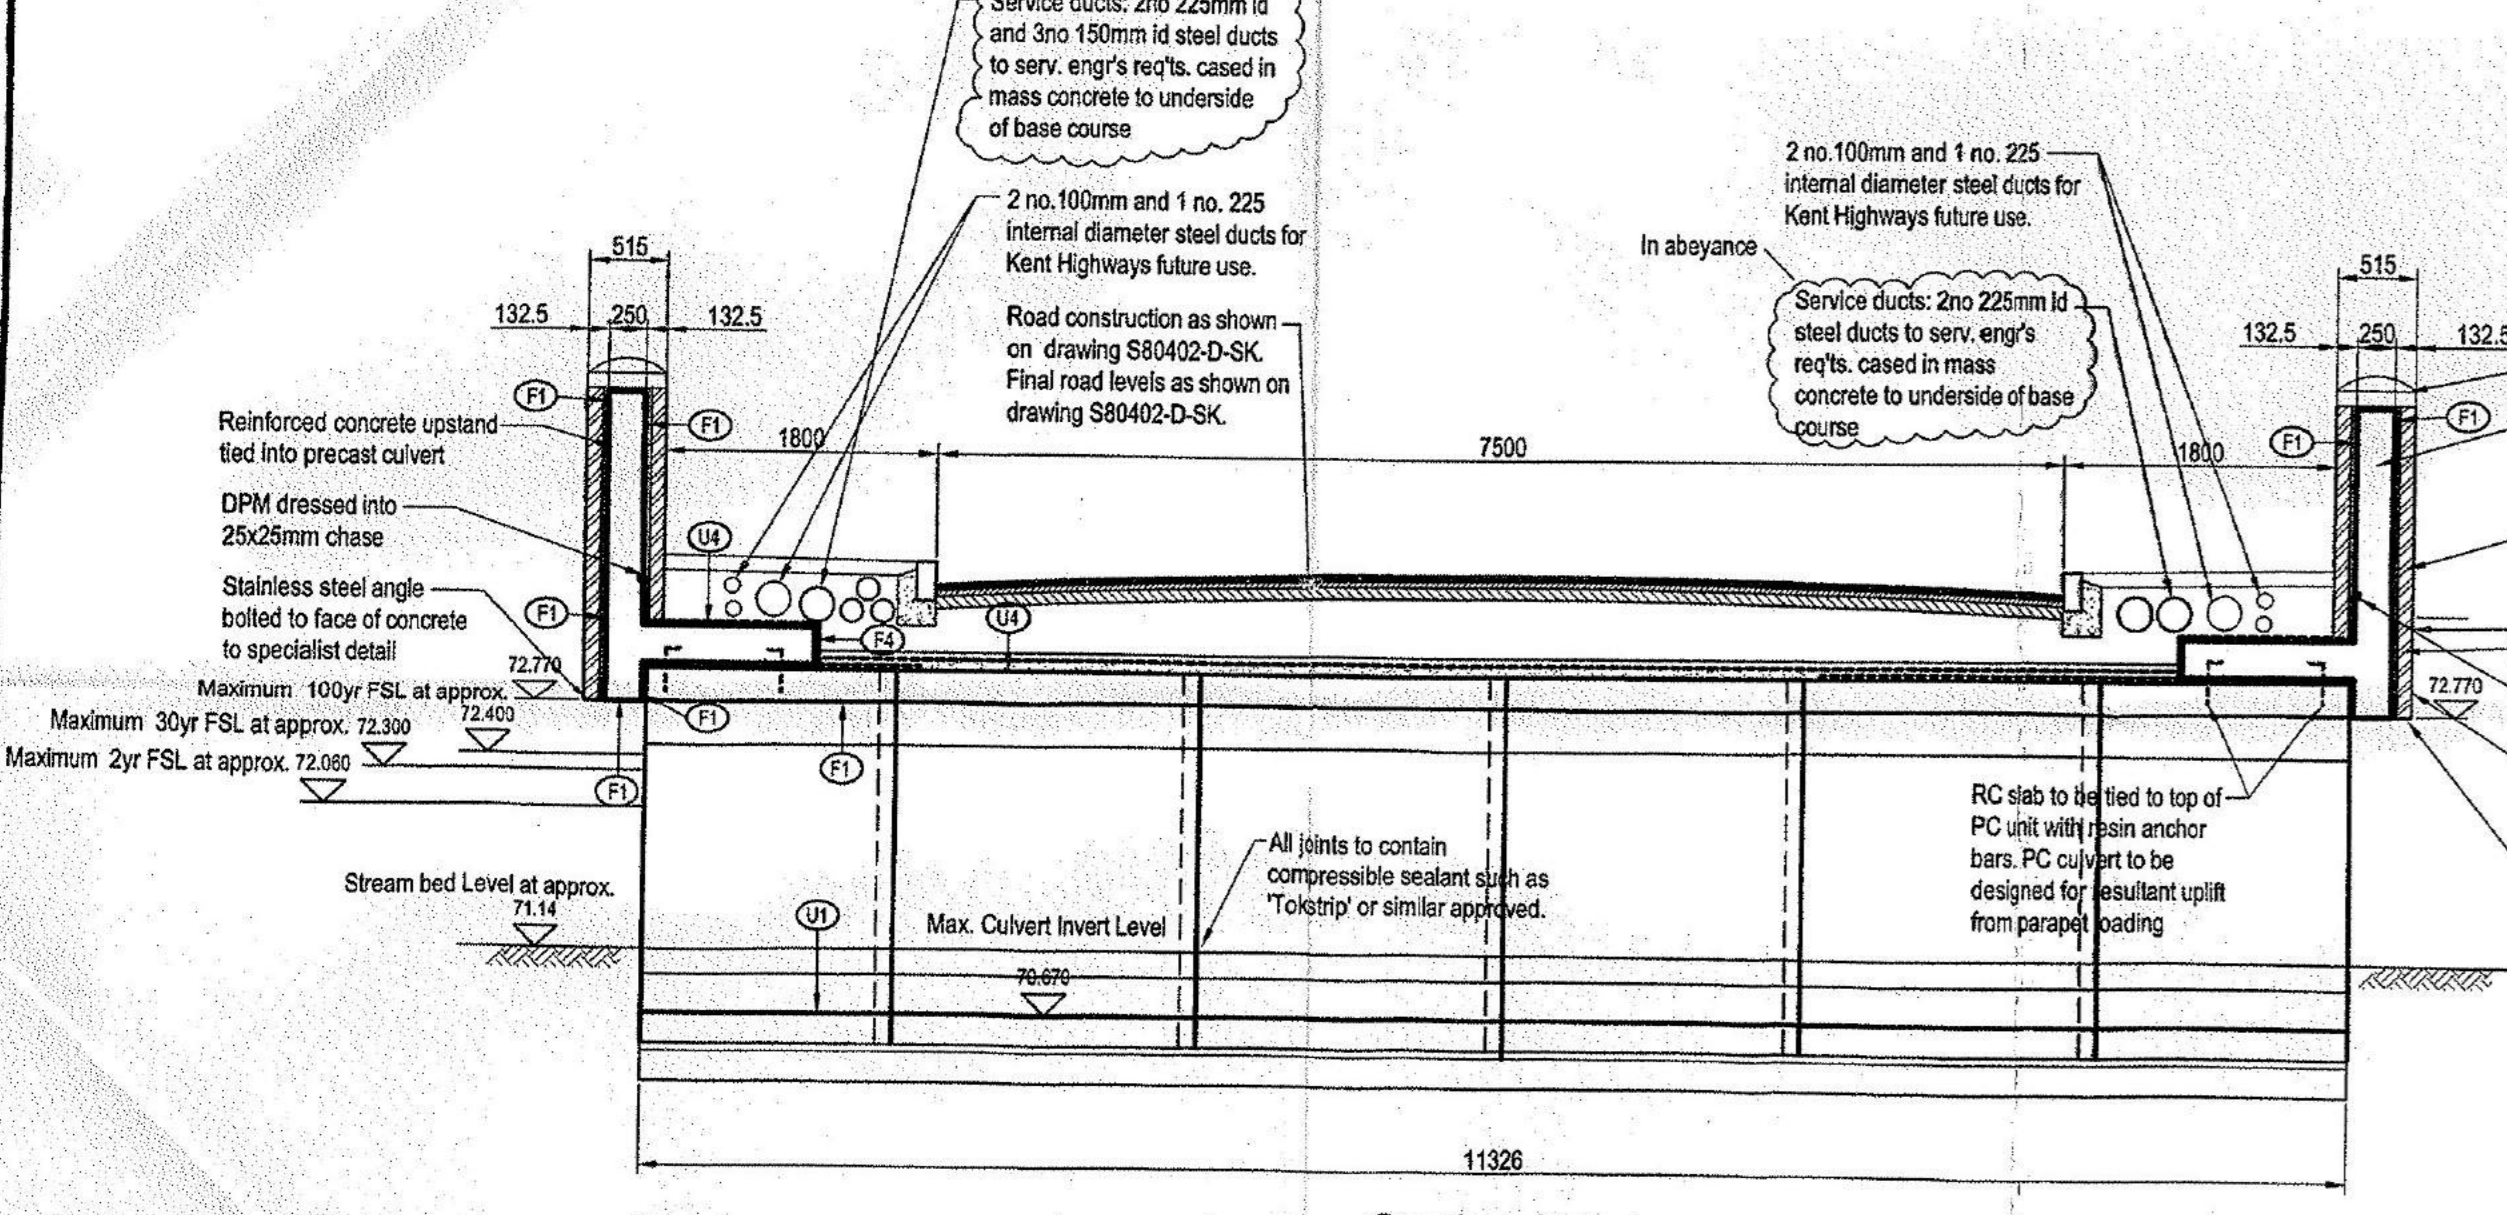 Service ducts: 2no 225mm id
and 3no 150mm id steel ducts
to serv. engr's req'ts. cased in
mass concrete to underside
of base course
2 no.100mm and 1 no. 225
internal diameter steel ducts for
Kent Highways future use.
Road construction as shown
on drawing S80402-D-SK.
Final road levels as shown on
drawing S80402-D-SK.
2 no.100mm and 1 no. 225
internal diameter steel ducts for
Kent Highways future use.
In abeyance
Service ducts: 2no 225mm id
steel ducts to serv. engr's
req'ts. cased in mass
concrete to underside of base
course
515
132.5 250 132.5
515
132.5 250 132.5
F1
F1
F1
F1
1800
7500
1800
Reinforced concrete upstand
tied into precast culvert
DPM dressed into
25x25mm chase
Stainless steel angle
bolted to face of concrete
to specialist detail
U4
F1
F4
U4
72.770
Maximum 100yr FSL at approx.
72.400
Maximum 30yr FSL at approx. 72.300
Maximum 2yr FSL at approx. 72.060
F1
F1
F1
72.770
RC slab to be tied to top of
PC unit with resin anchor
bars. PC culvert to be
designed for resultant uplift
from parapet loading
All joints to contain
compressible sealant such as
'Tokstrip' or similar approved.
Stream bed Level at approx.
71.14
U1
Max. Culvert Invert Level
70.670
11326